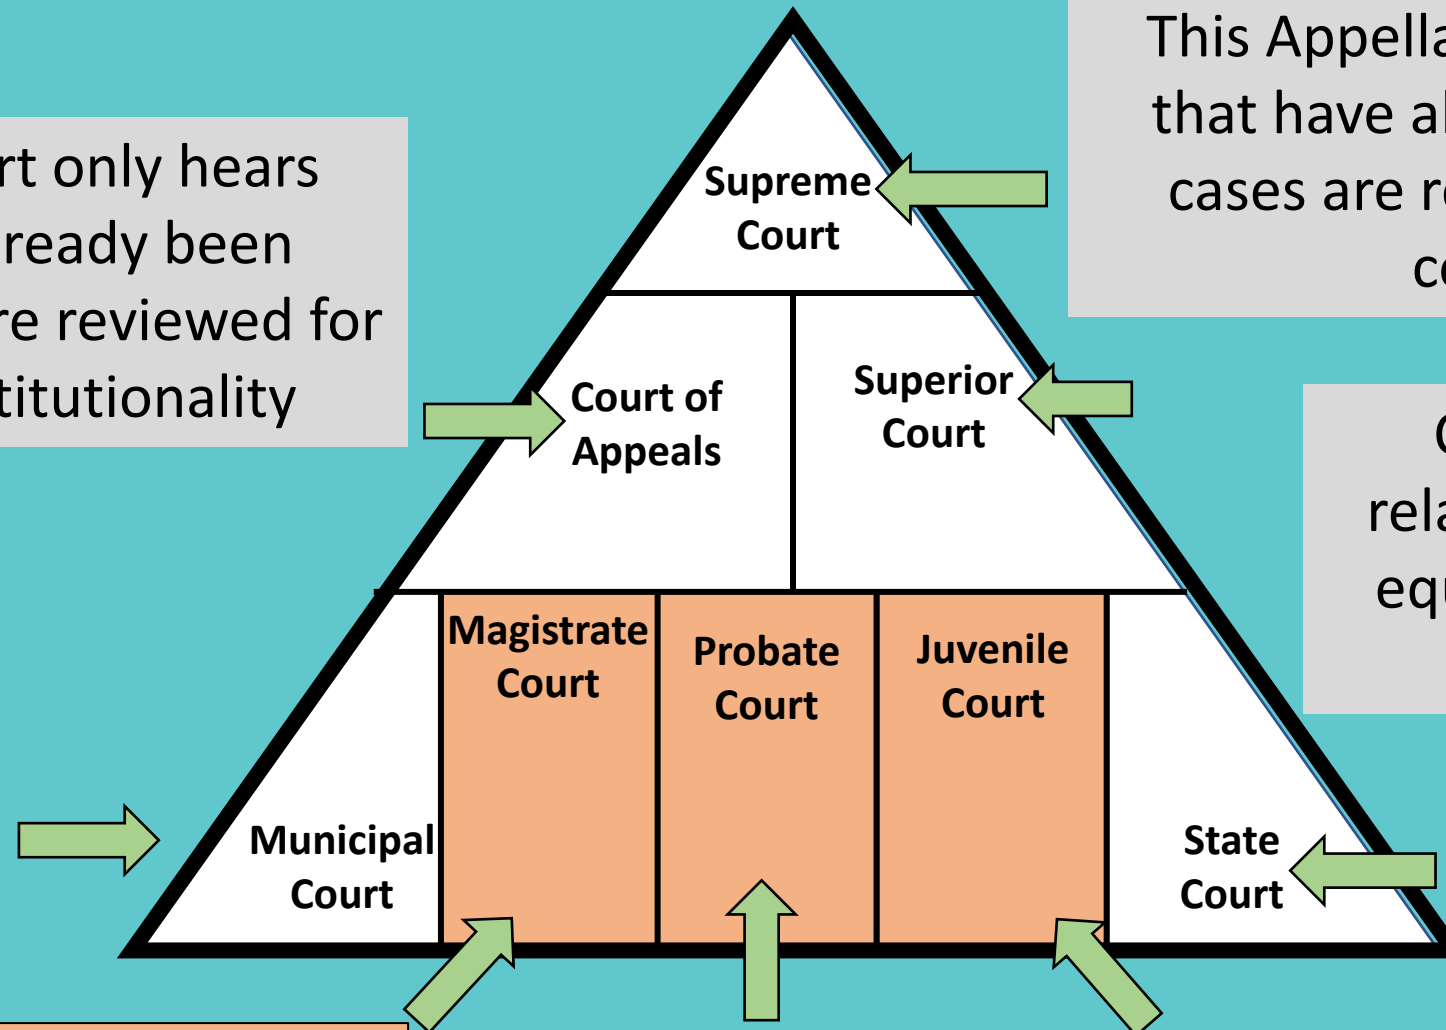 This Appella
that have al
cases are re
co
rt only hears
ready been
re reviewed for
titutionality
Supreme
Court
Court of
Appeals
Superior
Court
rela
equ
Magistrate
Court
Probate
Court
Juvenile
Court
Municipal
Court
State
Court